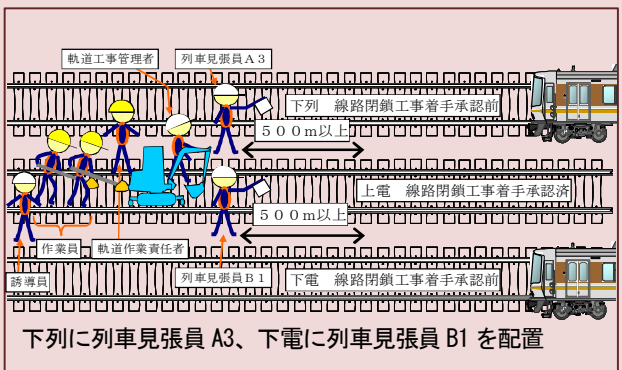 軌道工事管理者
列車見張員A3
下列 線路閉鎖工事着手承認前
500m以上
上電 線路閉鎖工事着手承認済
500m以上
作業員
軌道作業責任者
誘導員
列車見張員B1
下電 線路閉鎖工事着手承認前
下列に列車見張員 A3、下電に列車見張員 B1 を配置